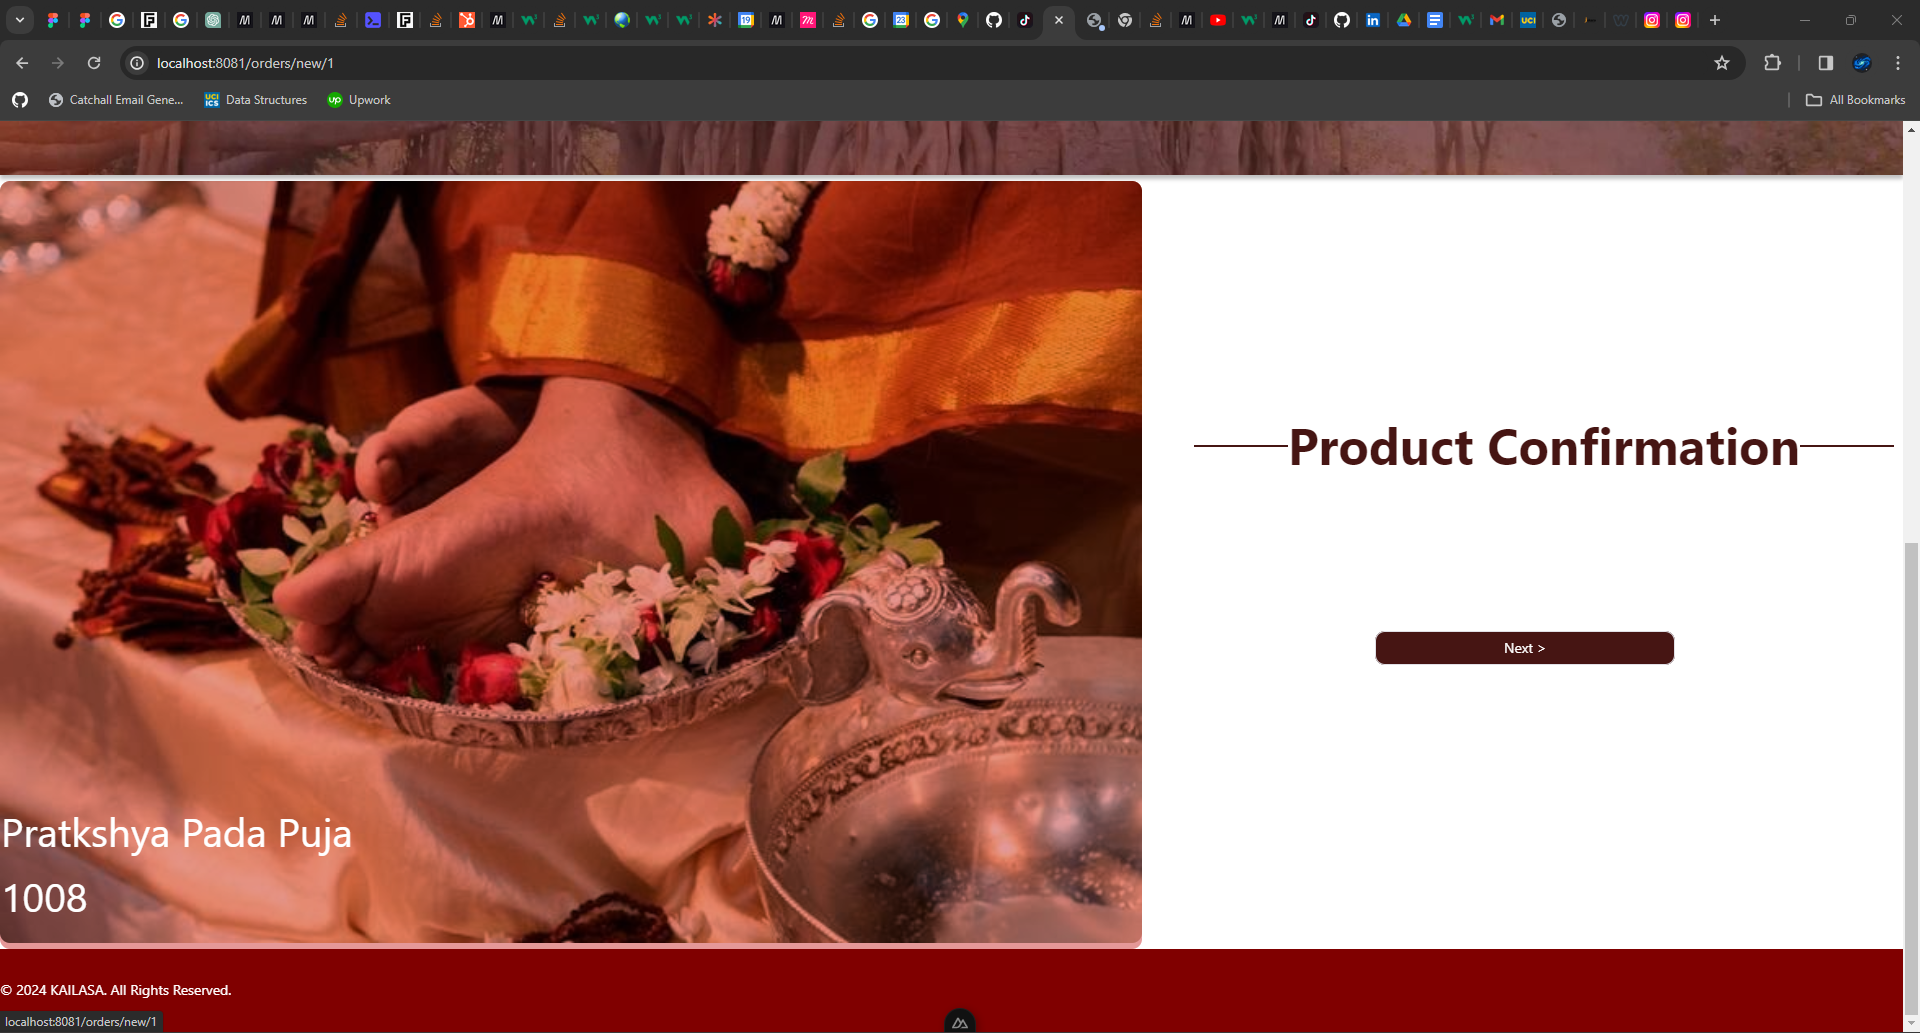 localhost:8081/orders/new/1
Catchall Email Gene...
Data Structures
Upwork
All Bookmarks
Product Confirmation
Next >
Pratkshya Pada Puja
1008
© 2024 KAILASA. All Rights Reserved.
localhost:8081/orders/new/1